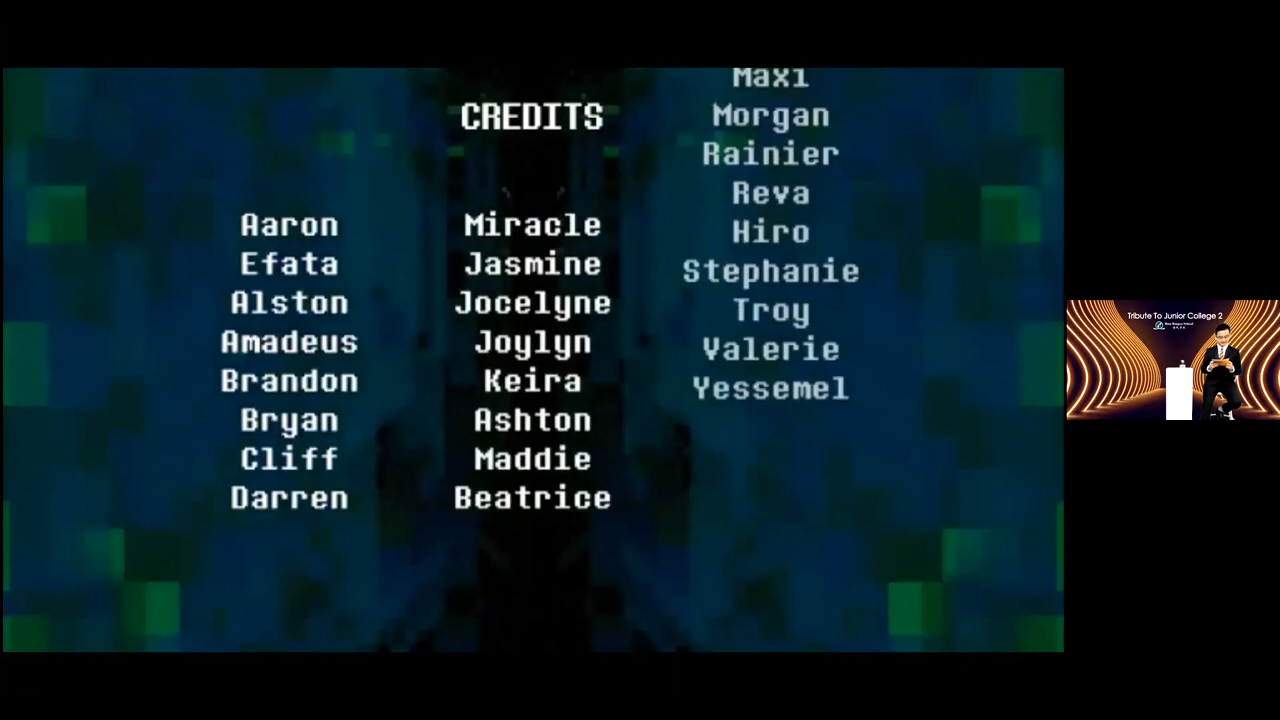 CREDITS
Aaron
Efata
Alston
Amadeus
Brandon
Bryan
Cliff
Darren
Miracle
Jasmine
Jocelyne
Joylyn
Keira
Ashton
Maddie
Beatrice
Maxi
Morgan
Rainier
Reva
Hiro
Stephanie
Troy
Valerie
Yessemel
Tribute To Junior College 2